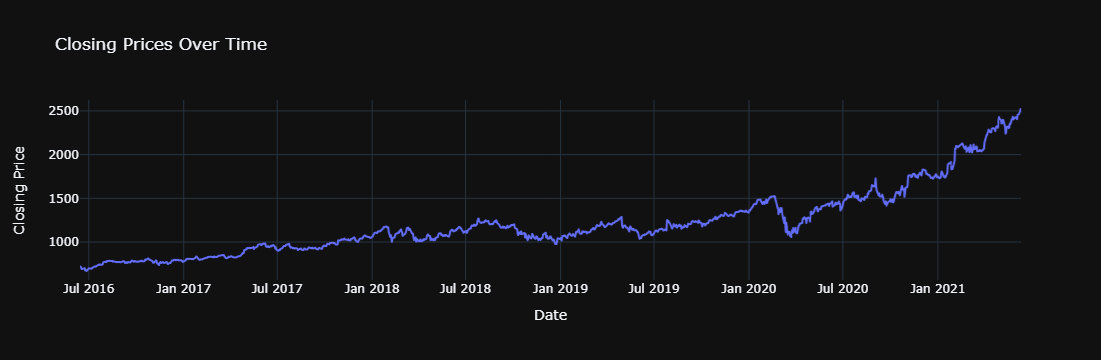 Closing Prices Over Time
2500
2000
1500
1000
Closing Price
Jul 2016 Jan 2017 Jul 2017 Jan 2018 Jul 2018 Jan 2019 Jul 2019 Jan 2020 Jul 2020 Jan 2021
Date